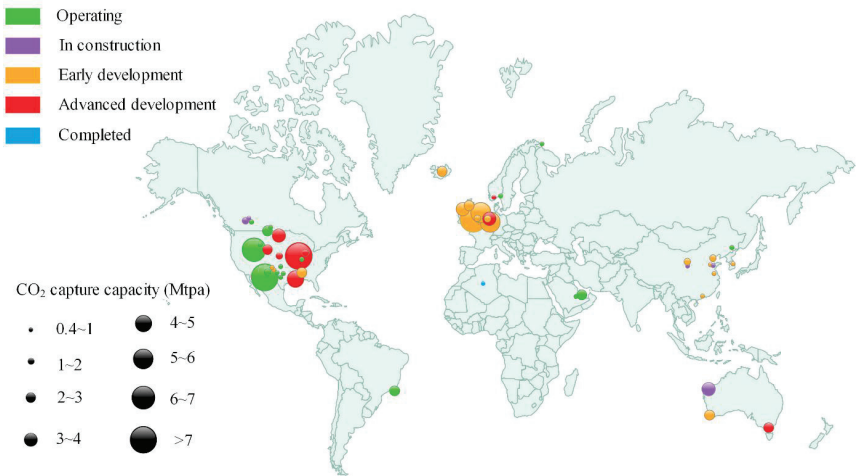 Operating
In construction
Early development
Advanced development
Completed
CO₂ capture capacity (Mtpa)
0.4~1
1~2
2~3
3~4
4~5
5~6
6~7
>7